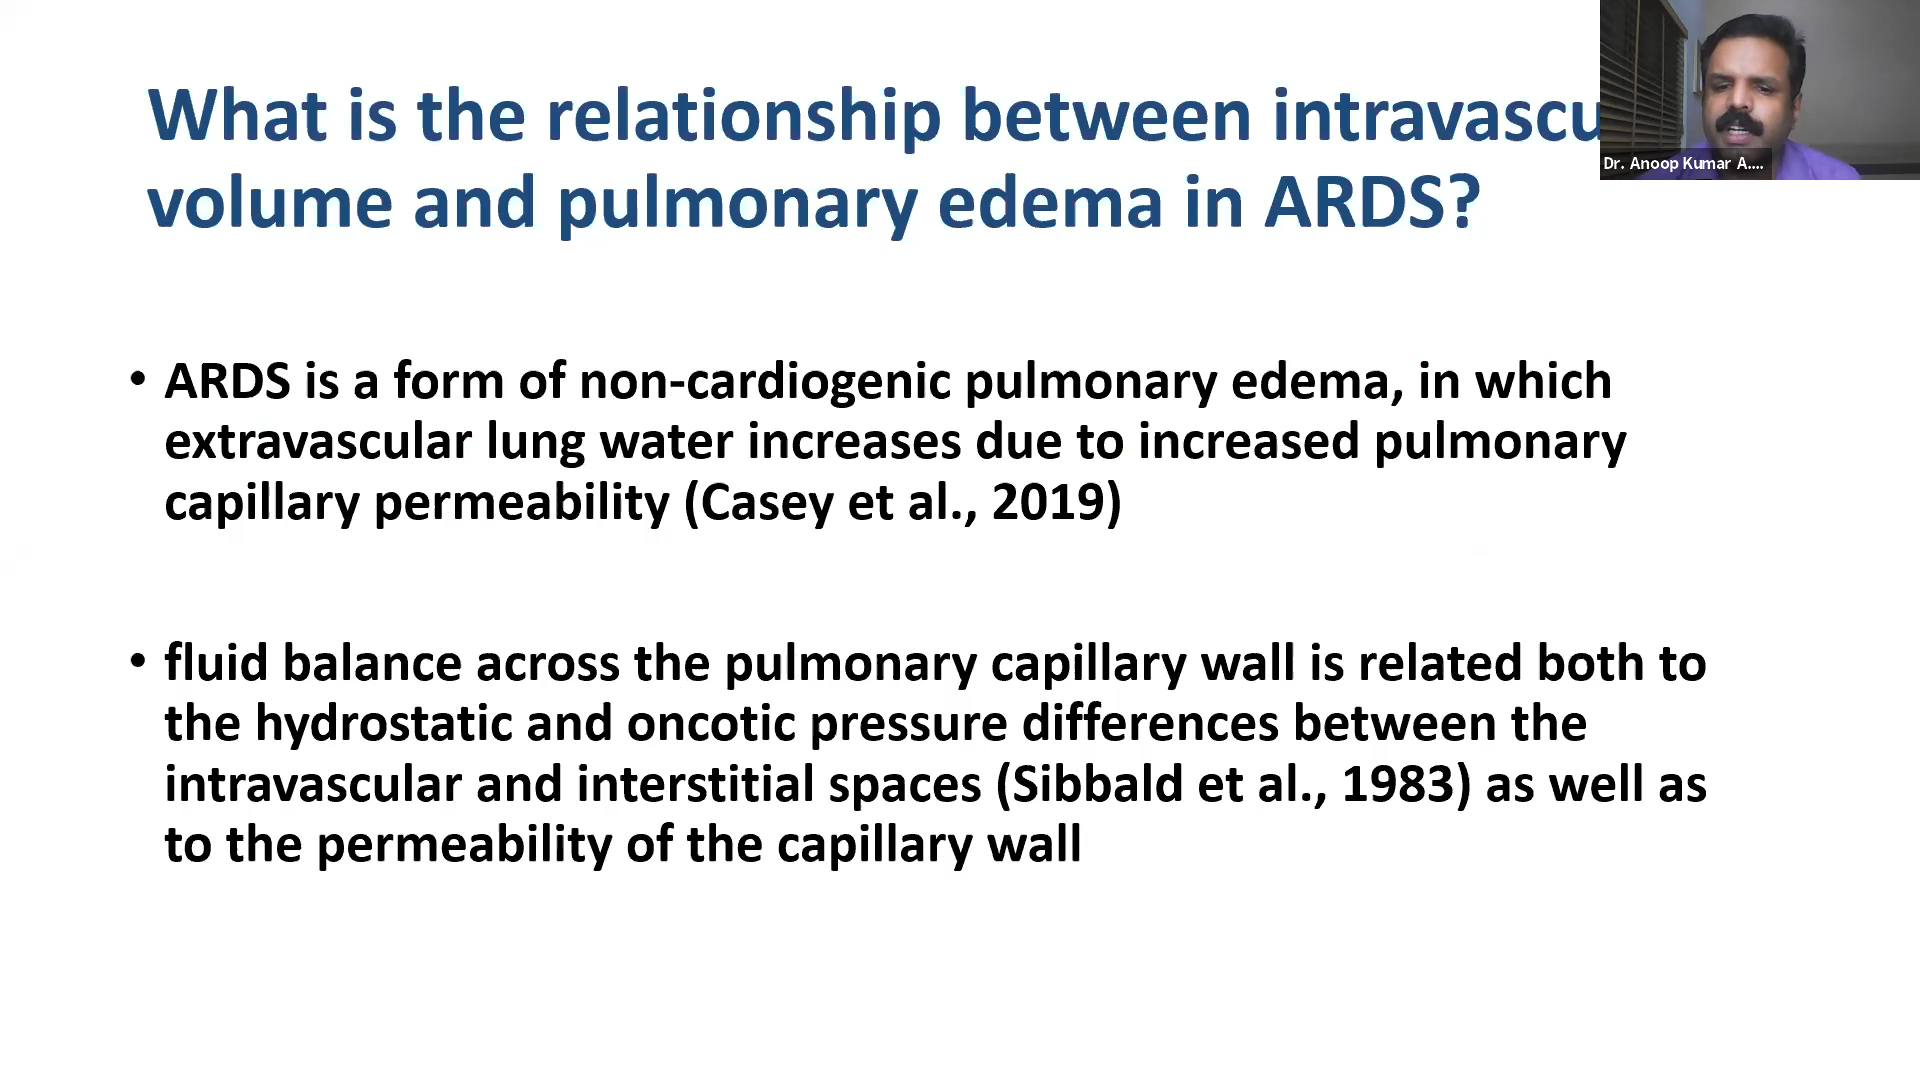 What is the relationship between intravascu
volume and pulmonary edema in ARDS?
Dr. Anoop Kumar A....
• ARDS is a form of non-cardiogenic pulmonary edema, in which
extravascular lung water increases due to increased pulmonary
capillary permeability (Casey et al., 2019)
• fluid balance across the pulmonary capillary wall is related both to
the hydrostatic and oncotic pressure differences between the
intravascular and interstitial spaces (Sibbald et al., 1983) as well as
to the permeability of the capillary wall